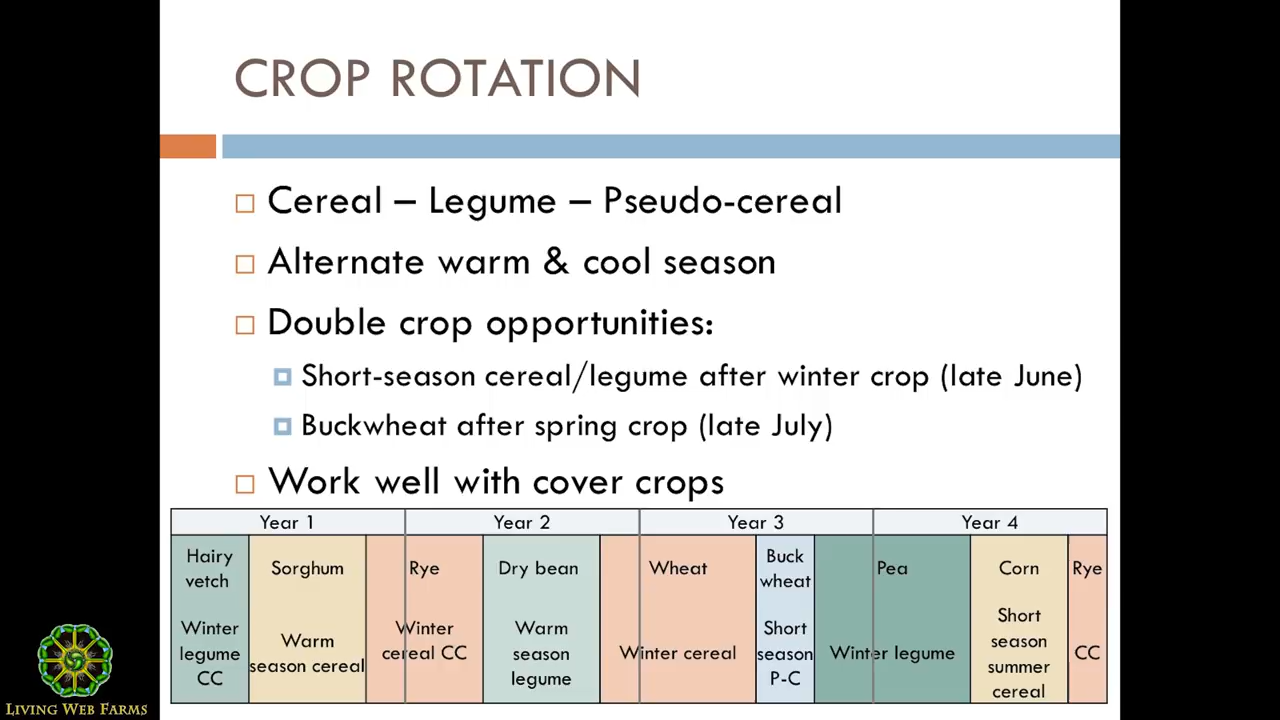 CROP ROTATION
Cereal – Legume – Pseudo-cereal
Alternate warm & cool season
Double crop opportunities:
Short-season cereal/legume after winter crop (late June)
Buckwheat after spring crop (late July)
Work well with cover crops
Year 1
Year 2
Year 3
Year 4
Hairy
vetch
Sorghum
Rye
Dry bean
Wheat
Buck
wheat
Pea
Corn
Rye
Winter
legume
CC
Warm
season cereal
Winter
cereal CC
Warm
season
legume
Winter cereal
Short
season
P-C
Winter legume
Short
season
summer
cereal
CC
LIVING WEB FARMS